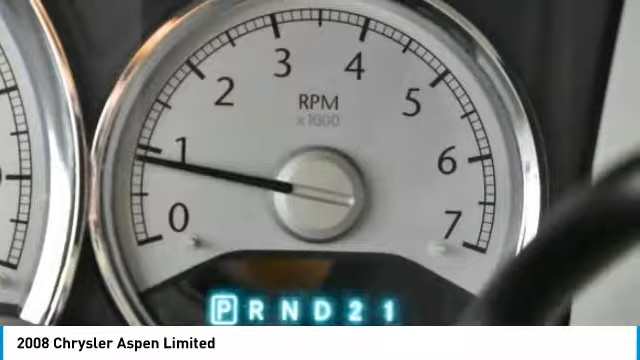 3 4
2 5
RPM
x1000
1 6
0 7
P R N D 2 1
2008 Chrysler Aspen Limited